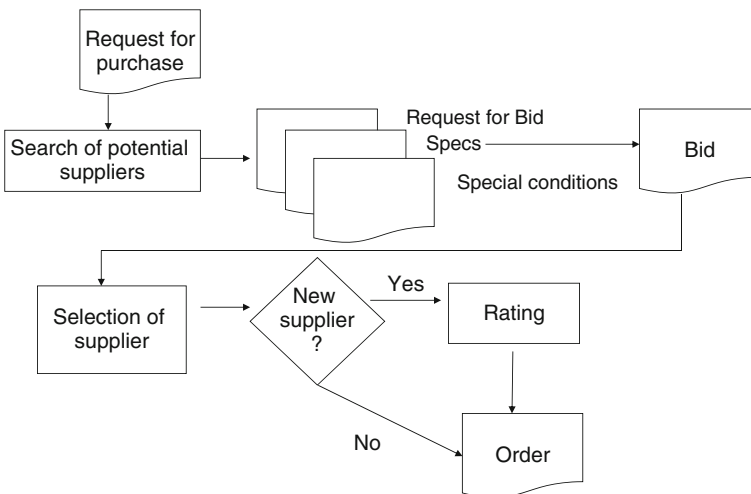 Request for
purchase
Search of potential
suppliers
Request for Bid
Specs
Special conditions
Bid
Selection of
supplier
New
supplier
?
Yes
Rating
No
Order